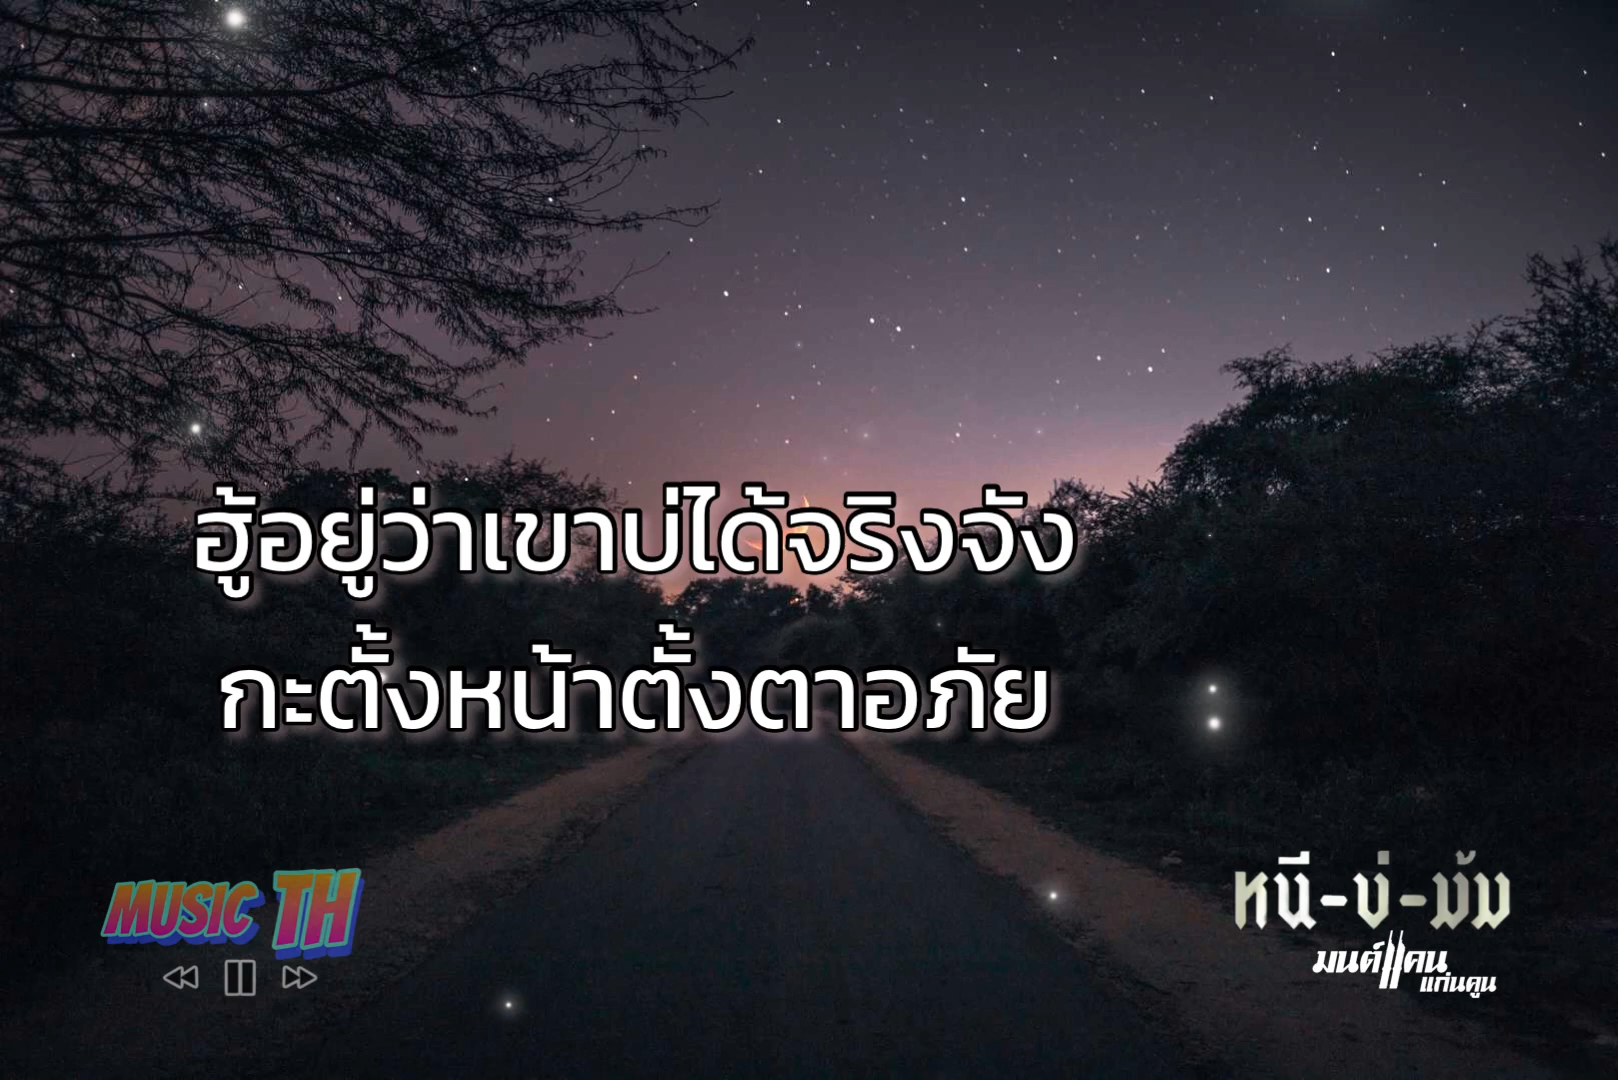 ฮู้อยู่ว่าเขาบ่ได้จริงจัง
กะตั้งหน้าตั้งตาอภัย
MUSIC TH
หนี-บ่-ม้ม
มนต์แคน
แก่นคูน